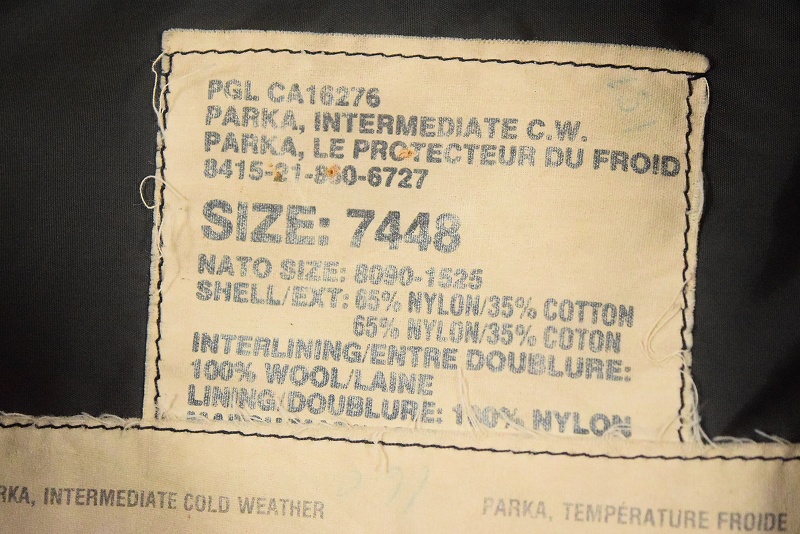 PGL CA16276
PARKA, INTERMEDIATE C.W.
PARKA, LE PROTECTEUR DU FROID
8415-21-860-6727
SIZE: 7448
NATO SIZE: 8090-1525
SHELL/EXT: 65% NYLON/35% COTTON
65% NYLON/35% COTON
INTERLINING/ENTRE DOUBLURE:
100% WOOL/LAINE
LINING/DOUBLURE: 100% NYLON
RKA, INTERMEDIATE COLD WEATHER
PARKA, TEMPÉRATURE FROIDE